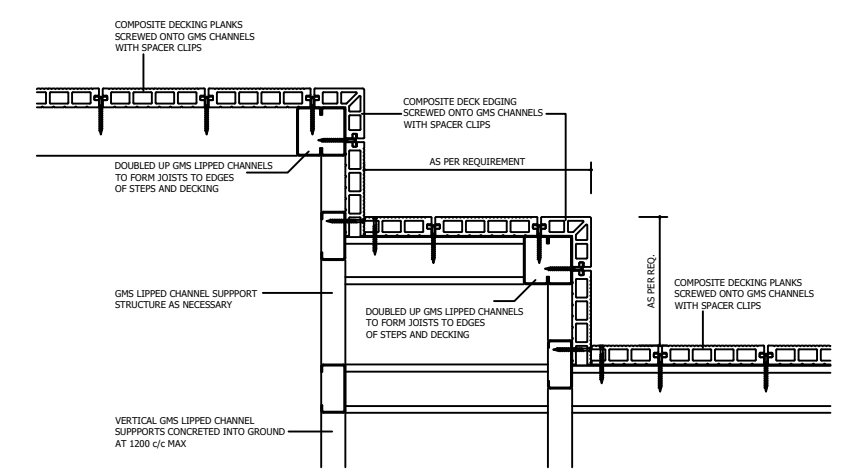 COMPOSITE DECKING PLANKS
SCREWED ONTO GMS CHANNELS
WITH SPACER CLIPS
COMPOSITE DECK EDGING
SCREWED ONTO GMS CHANNELS
WITH SPACER CLIPS
DOUBLED UP GMS LIPPED CHANNELS
TO FORM JOISTS TO EDGES
OF STEPS AND DECKING
AS PER REQUIREMENT
AS PER REQ.
GMS LIPPED CHANNEL SUPPPORT
STRUCTURE AS NECESSARY
DOUBLED UP GMS LIPPED CHANNELS
TO FORM JOISTS TO EDGES
OF STEPS AND DECKING
COMPOSITE DECKING PLANKS
SCREWED ONTO GMS CHANNELS
WITH SPACER CLIPS
VERTICAL GMS LIPPED CHANNEL
SUPPORTS CONCRETED INTO GROUND
AT 1200 c/c MAX